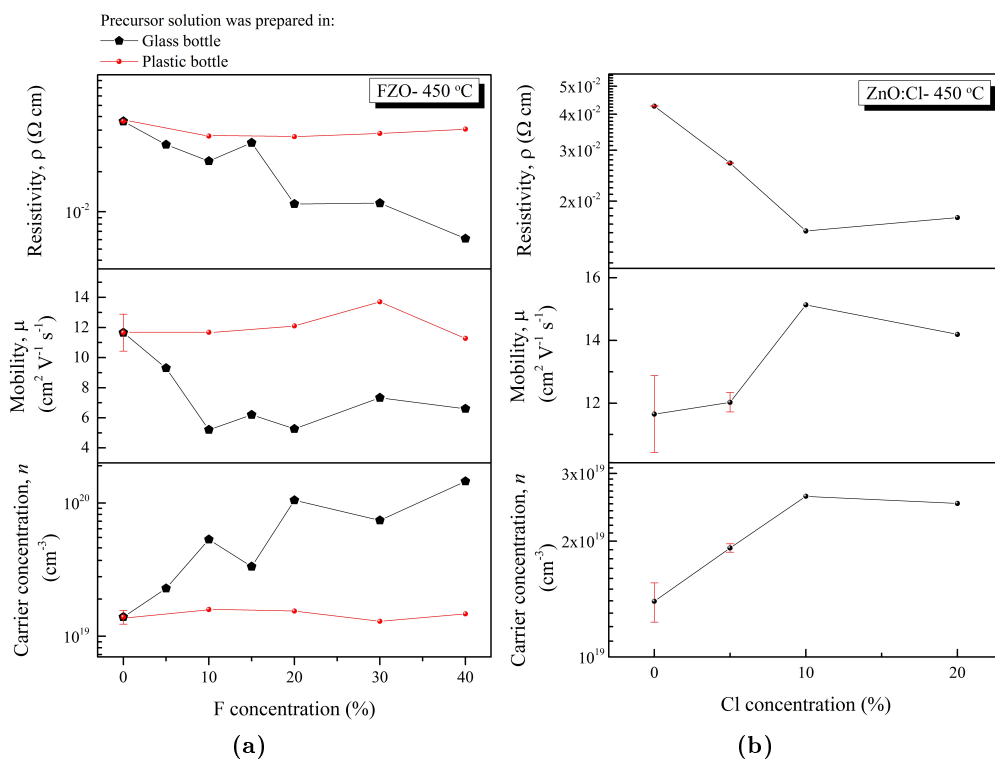 Precursor solution was prepared in:
Glass bottle
Plastic bottle
FZO- 450 °C
Resistivity, ρ (Ω cm)
10⁻²
Mobility, μ
(cm² V⁻¹ s⁻¹)
14
12
10
8
6
4
Carrier concentration, n
(cm⁻³)
10²⁰
10¹⁹
0 10 20 30 40
F concentration (%)
(a)
ZnO:Cl- 450 °C
Resistivity, ρ (Ω cm)
5x10⁻²
4x10⁻²
3x10⁻²
2x10⁻²
Mobility, μ
(cm² V⁻¹ s⁻¹)
16
14
12
Carrier concentration, n
(cm⁻³)
3x10¹⁹
2x10¹⁹
10¹⁹
0 5 10 20
Cl concentration (%)
(b)